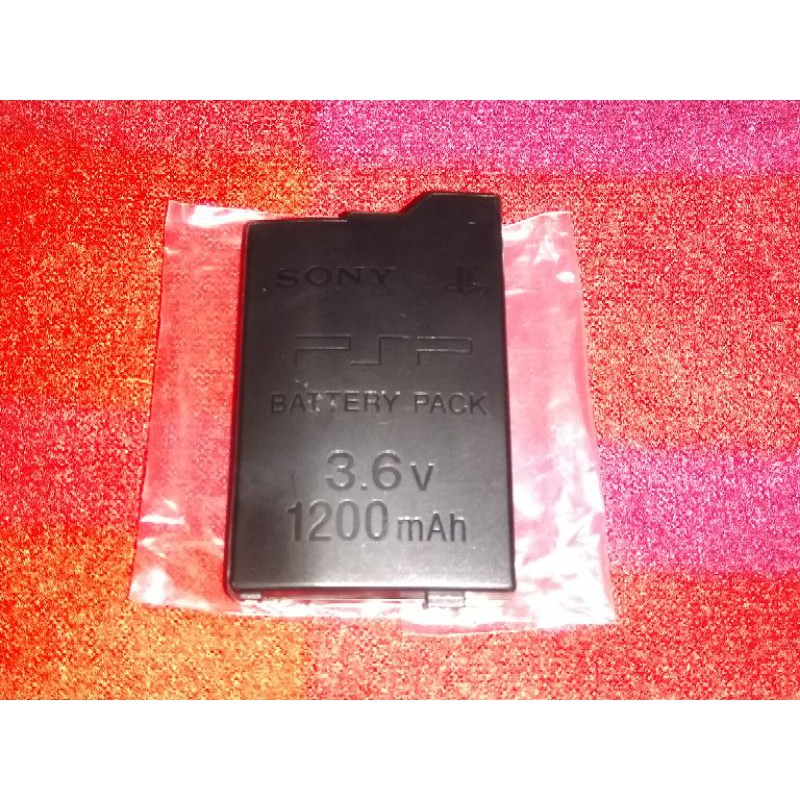 SONY
PSP
BATTERY PACK
3.6v
1200mAh